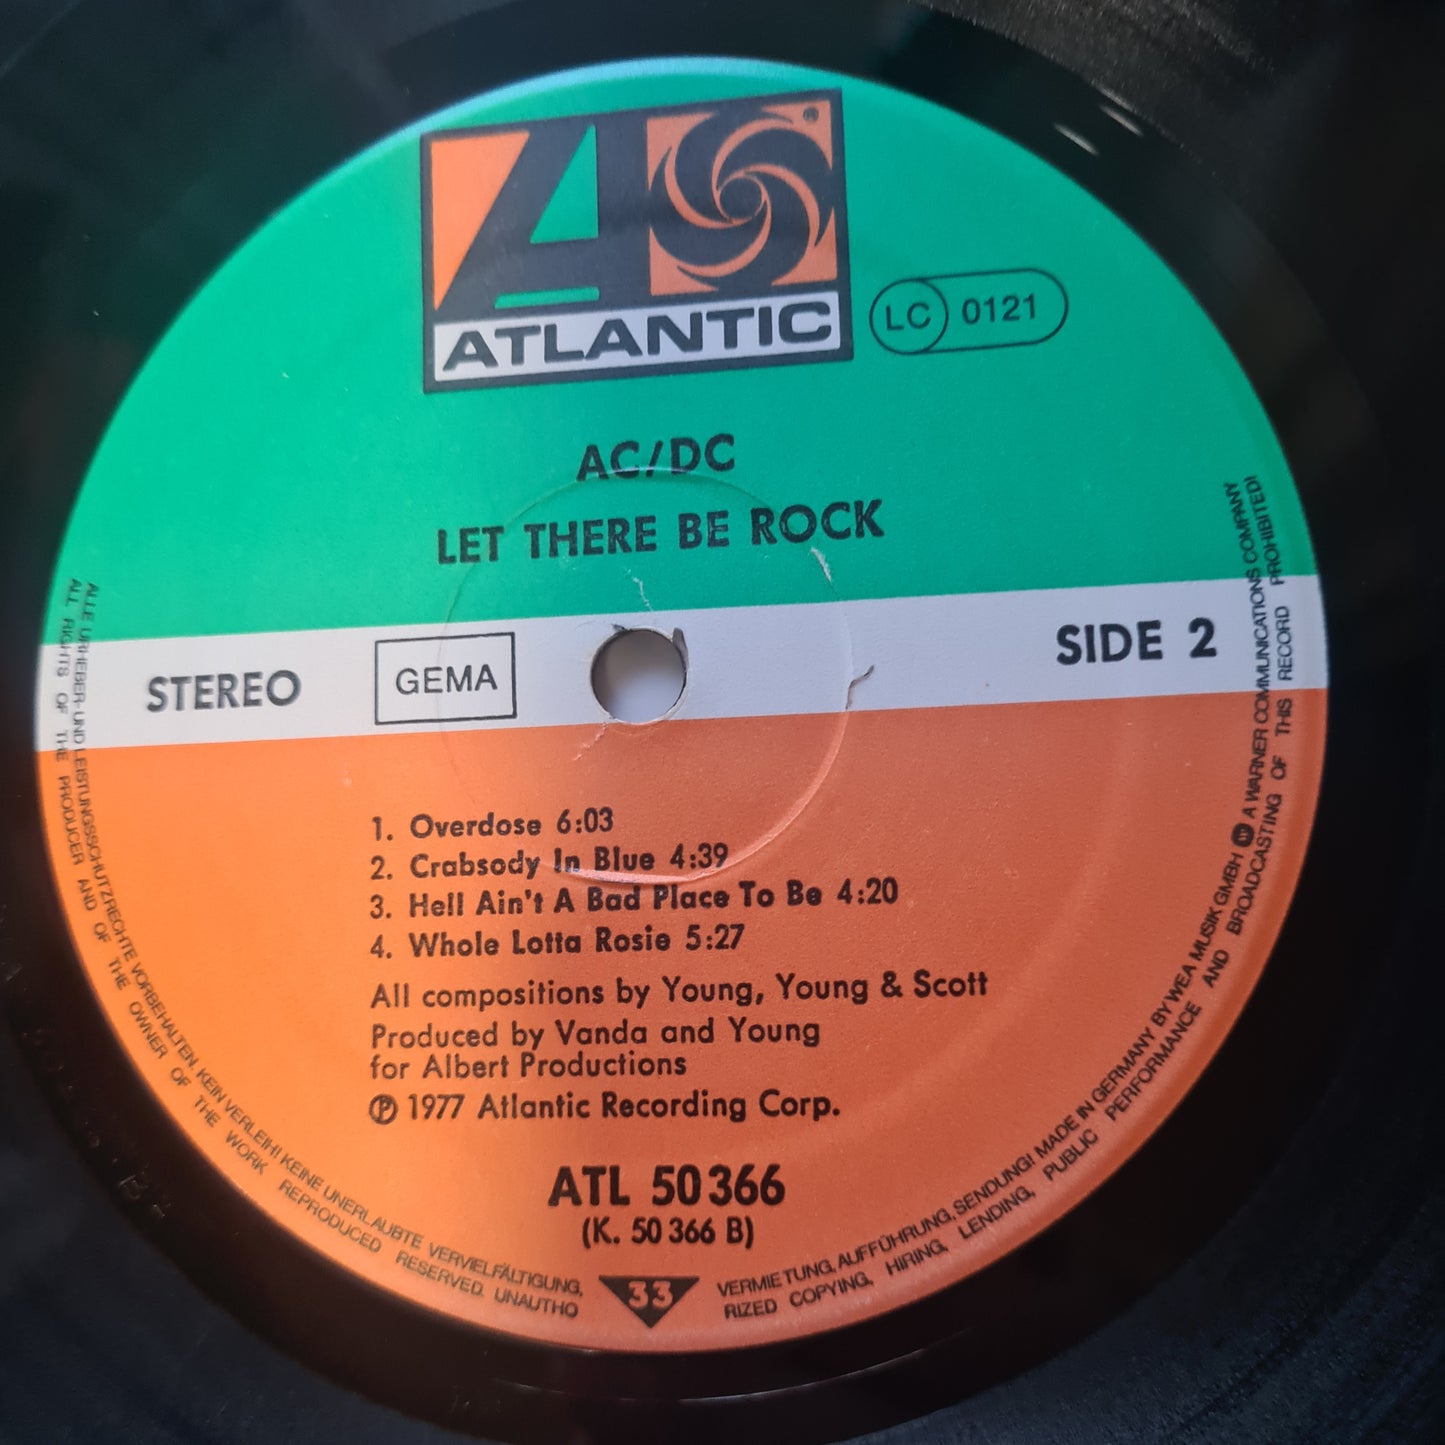 ATLANTIC
LC 0121
AC/DC
LET THERE BE ROCK
STEREO
GEMA
SIDE 2
1. Overdose 6:03
2. Crabsody In Blue 4:39
3. Hell Ain't A Bad Place To Be 4:20
4. Whole Lotta Rosie 5:27
All compositions by Young, Young & Scott
Produced by Vanda and Young
for Albert Productions
Ⓟ 1977 Atlantic Recording Corp.
ATL 50 366
(K. 50 366 B)
33
ALLE URHEBER- UND LEISTUNGSSCHUTZRECHTE VORBEHALTEN. KEIN VERLEIH! KEINE UNERLAUBTE VERVIELFÄLTIGUNG, VERMIETUNG, AUFFÜHRUNG, SENDUNG! MADE IN GERMANY BY WEA MUSIK GMBH A WARNER COMMUNICATIONS COMPANY
ALL RIGHTS OF THE PRODUCER AND OF THE OWNER OF THE WORK REPRODUCED RESERVED. UNAUTHO RIZED COPYING, HIRING, LENDING, PUBLIC PERFORMANCE AND BROADCASTING OF THIS RECORD PROHIBITED!